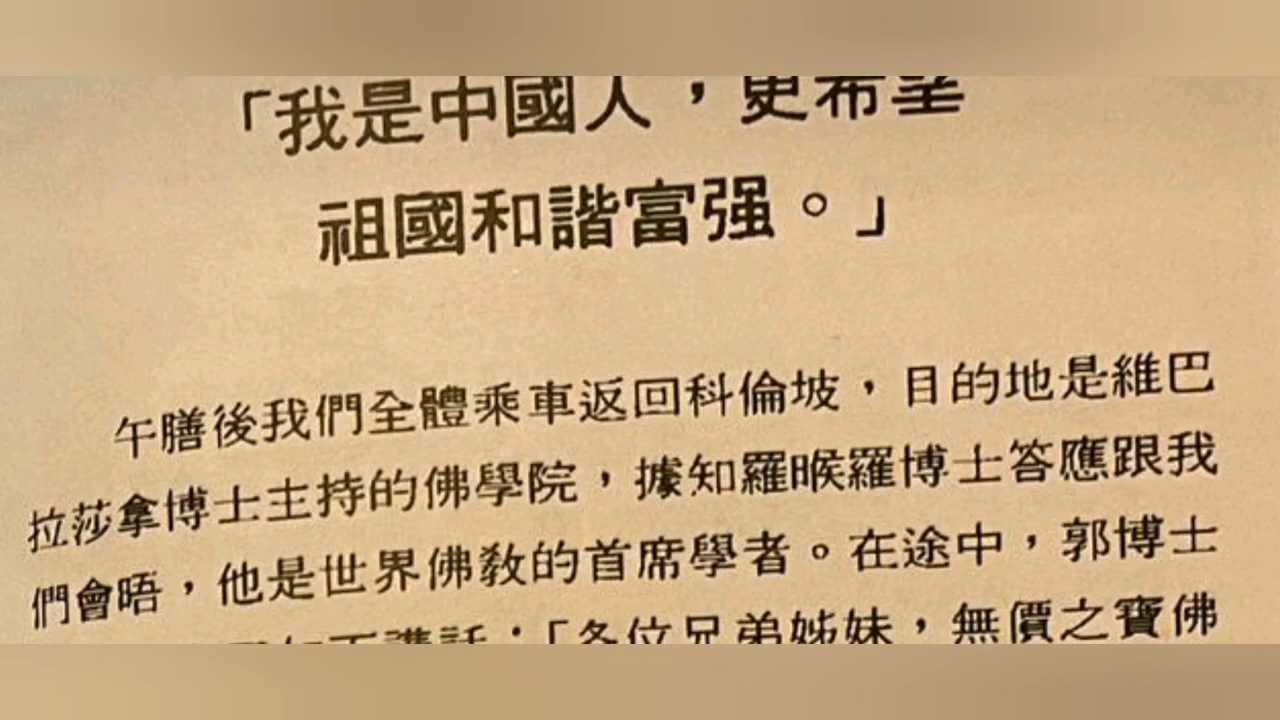 「我是中國人，更希望
祖國和諧富强。」
午膳後我們全體乘車返回科倫坡，目的地是維巴
拉莎拿博士主持的佛學院，據知羅睺羅博士答應跟我
們會晤，他是世界佛教的首席學者。在途中，郭博士
：「各位兄弟姊妹，無價之寶佛